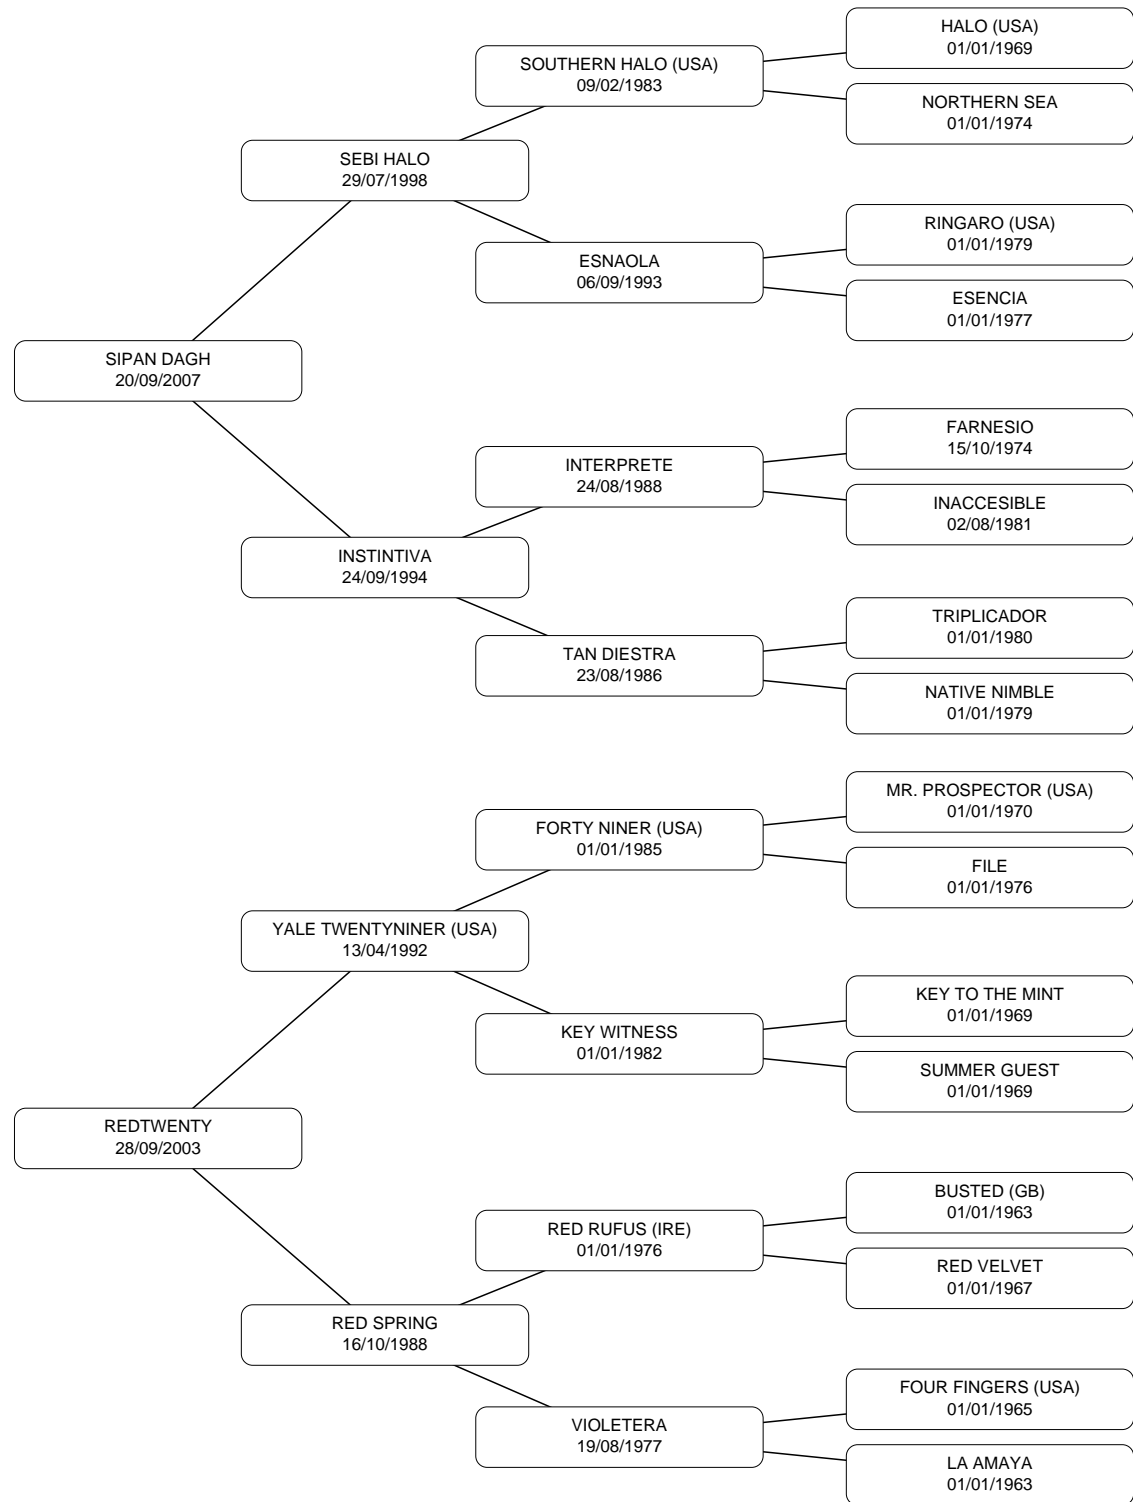 HALO (USA)
01/01/1969
SOUTHERN HALO (USA)
09/02/1983
NORTHERN SEA
01/01/1974
SEBI HALO
29/07/1998
RINGARO (USA)
01/01/1979
ESNAOLA
06/09/1993
ESENCIA
01/01/1977
SIPAN DAGH
20/09/2007
FARNESIO
15/10/1974
INTERPRETE
24/08/1988
INACCESIBLE
02/08/1981
INSTINTIVA
24/09/1994
TRIPLICADOR
01/01/1980
TAN DIESTRA
23/08/1986
NATIVE NIMBLE
01/01/1979
MR. PROSPECTOR (USA)
01/01/1970
FORTY NINER (USA)
01/01/1985
FILE
01/01/1976
YALE TWENTYNINER (USA)
13/04/1992
KEY TO THE MINT
01/01/1969
KEY WITNESS
01/01/1982
SUMMER GUEST
01/01/1969
REDTWENTY
28/09/2003
BUSTED (GB)
01/01/1963
RED RUFUS (IRE)
01/01/1976
RED VELVET
01/01/1967
RED SPRING
16/10/1988
FOUR FINGERS (USA)
01/01/1965
VIOLETERA
19/08/1977
LA AMAYA
01/01/1963